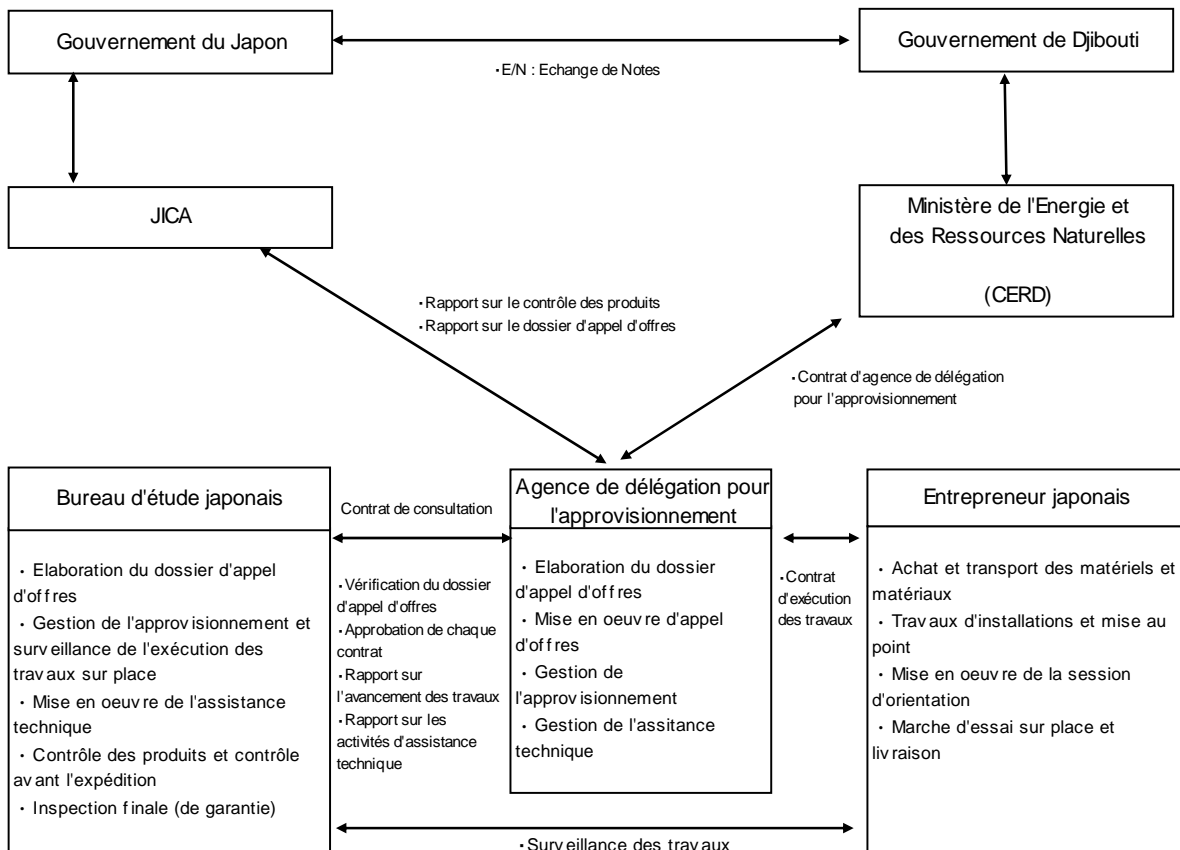 Gouvernement du Japon
Gouvernement de Djibouti
・E/N : Echange de Notes
JICA
Ministère de l'Energie et
des Ressources Naturelles
(CERD)
・Rapport sur le contrôle des produits
・Rapport sur le dossier d'appel d'offres
・Contrat d'agence de délégation
pour l'approvisionnement
Bureau d'étude japonais
・ Elaboration du dossier d'appel
d'offres
・ Gestion de l'approvisionnement et
surveillance de l'exécution des
travaux sur place
・ Mise en oeuvre de l'assistance
technique
・ Contrôle des produits et contrôle
avant l'expédition
・ Inspection finale (de garantie)
Contrat de consultation
・Vérification du dossier
d'appel d'offres
・Approbation de chaque
contrat
・Rapport sur
l'avancement des travaux
・Rapport sur les
activités d'assistance
technique
Agence de délégation pour
l'approvisionnement
・ Elaboration du dossier
d'appel d'offres
・ Mise en oeuvre d'appel
d'offres
・ Gestion de
l'approvisionnement
・ Gestion de l'assitance
technique
・Contrat
d'exécution
des travaux
Entrepreneur japonais
・ Achat et transport des matériels et
matériaux
・ Travaux d'installations et mise au
point
・ Mise en oeuvre de la session
d'orientation
・ Marche d'essai sur place et
livraison
・Surveillance des travaux